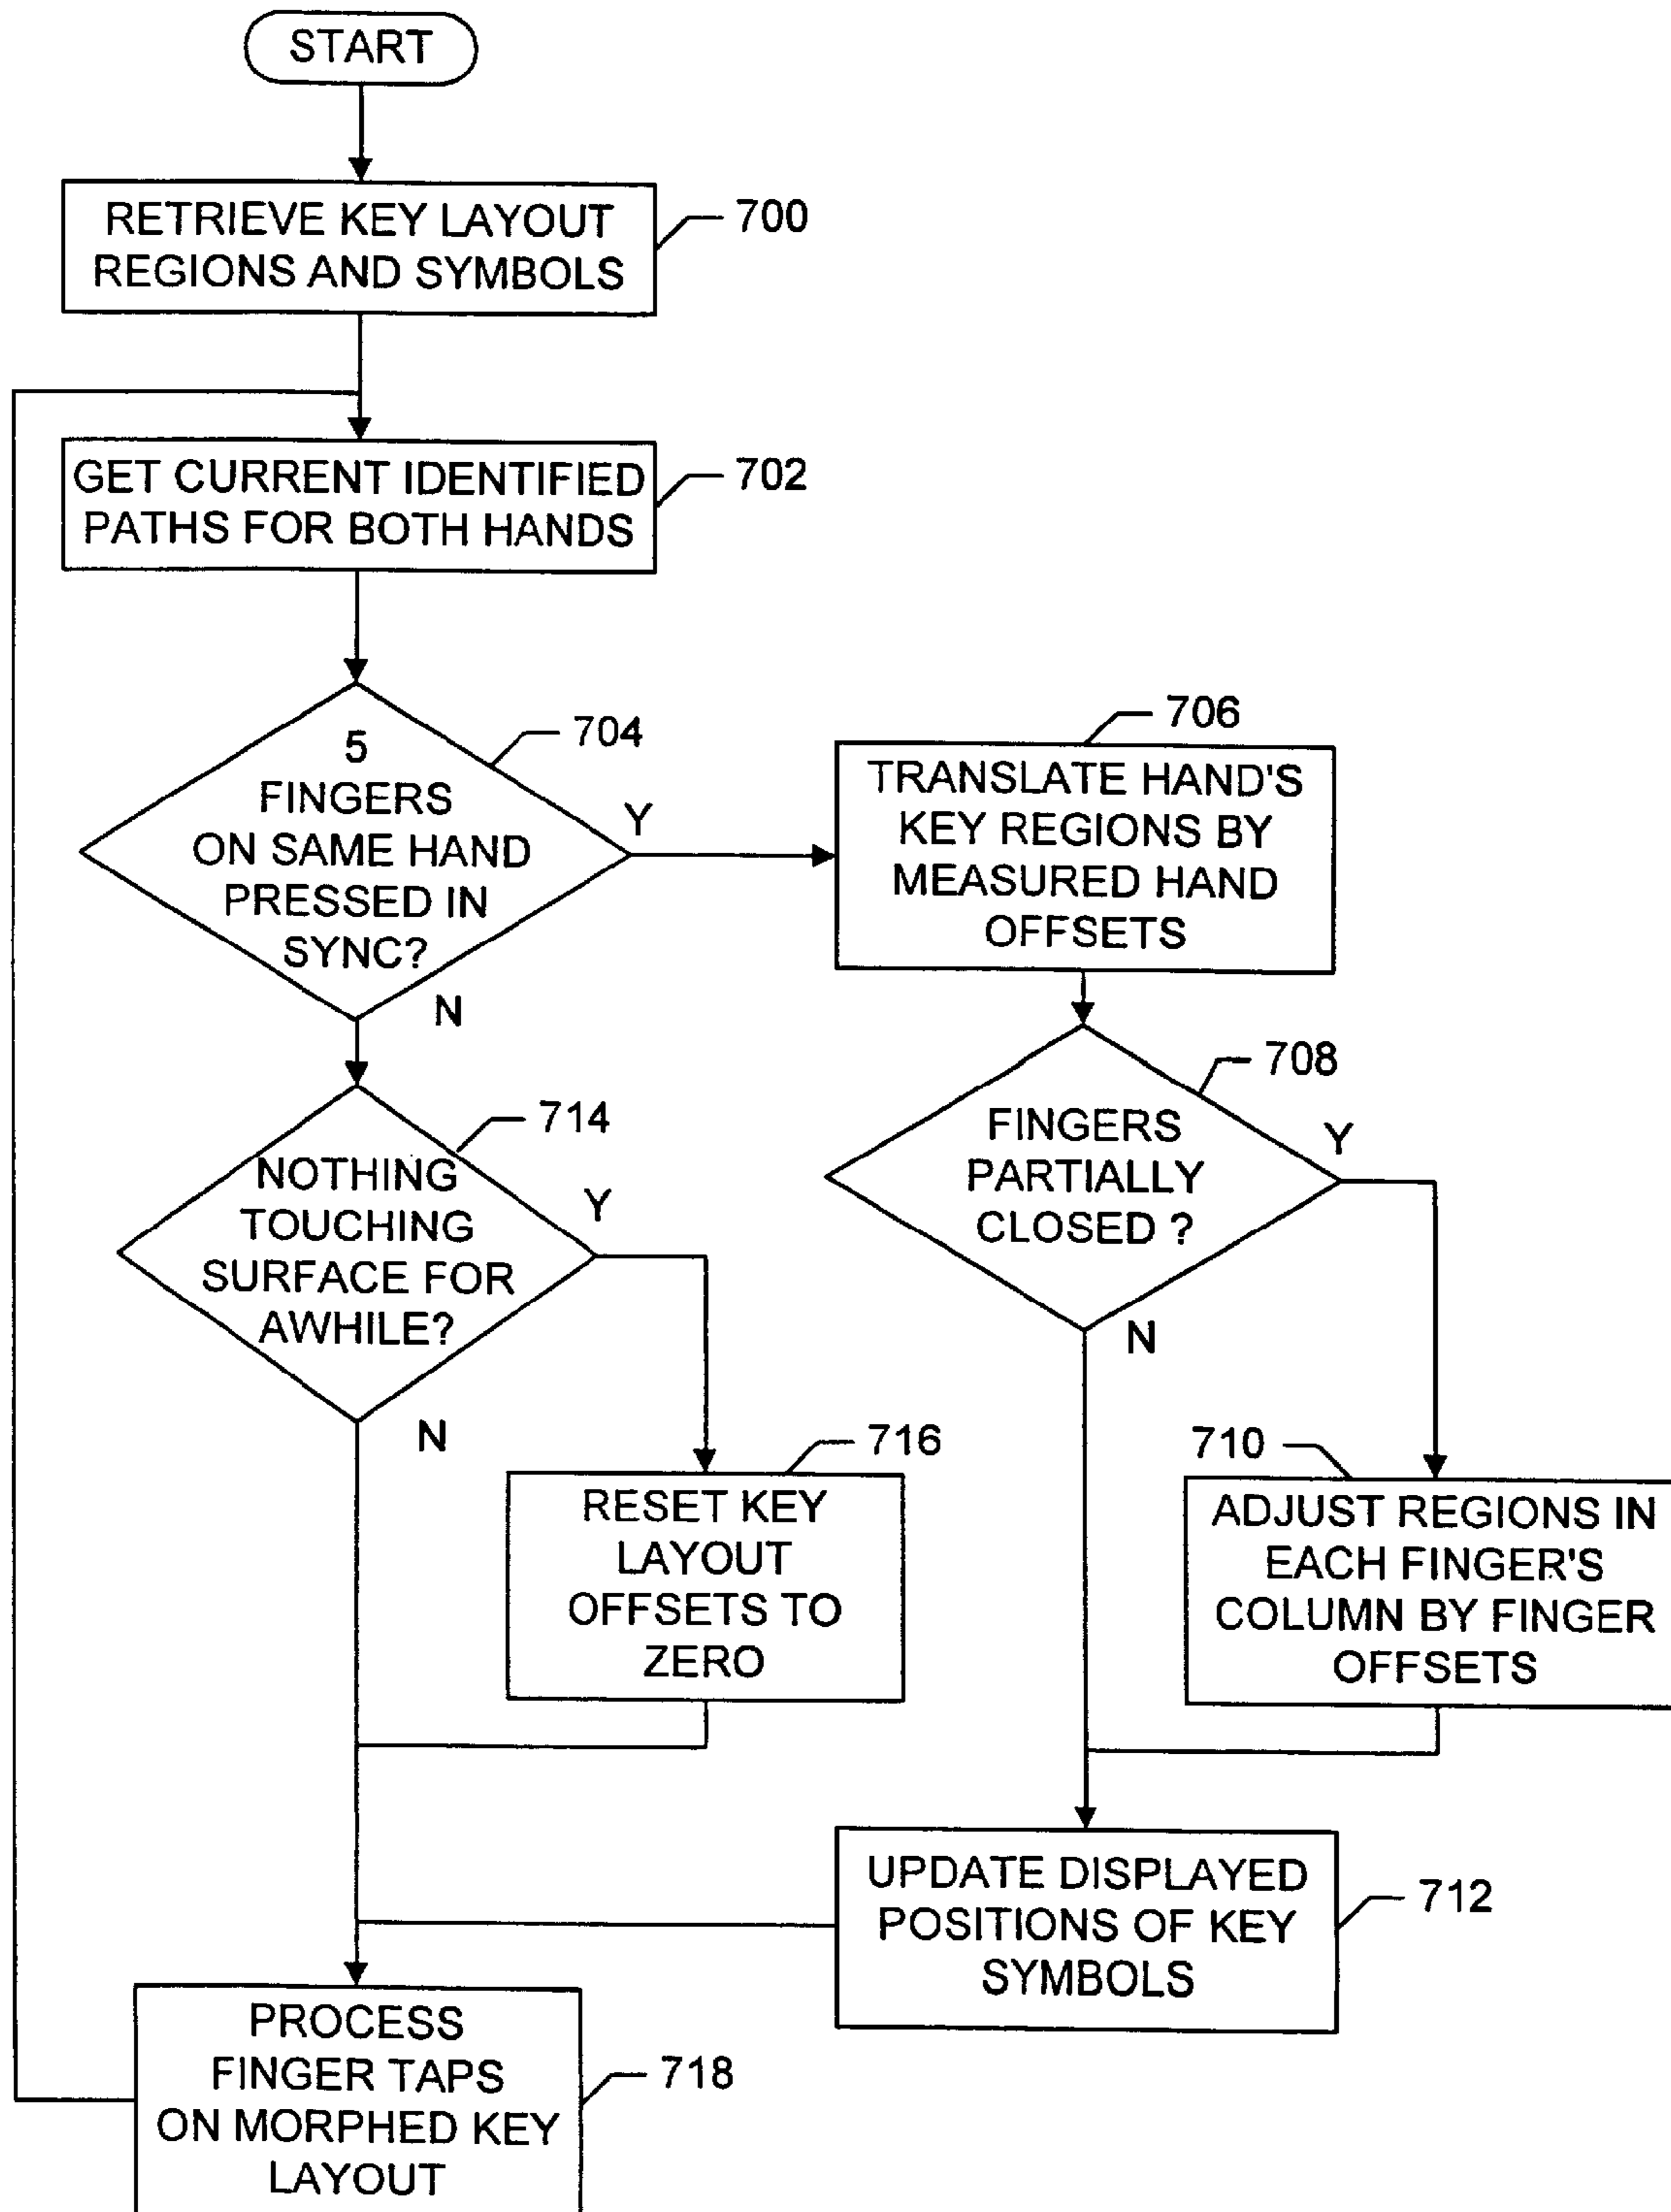 START
RETRIEVE KEY LAYOUT
REGIONS AND SYMBOLS
700
GET CURRENT IDENTIFIED
PATHS FOR BOTH HANDS
702
5
FINGERS
ON SAME HAND
PRESSED IN
SYNC?
704
Y
N
706
TRANSLATE HAND'S
KEY REGIONS BY
MEASURED HAND
OFFSETS
708
FINGERS
PARTIALLY
CLOSED ?
Y
N
714
NOTHING
TOUCHING
SURFACE FOR
AWHILE?
Y
N
716
RESET KEY
LAYOUT
OFFSETS TO
ZERO
710
ADJUST REGIONS IN
EACH FINGER'S
COLUMN BY FINGER
OFFSETS
UPDATE DISPLAYED
POSITIONS OF KEY
SYMBOLS
712
PROCESS
FINGER TAPS
ON MORPHED KEY
LAYOUT
718